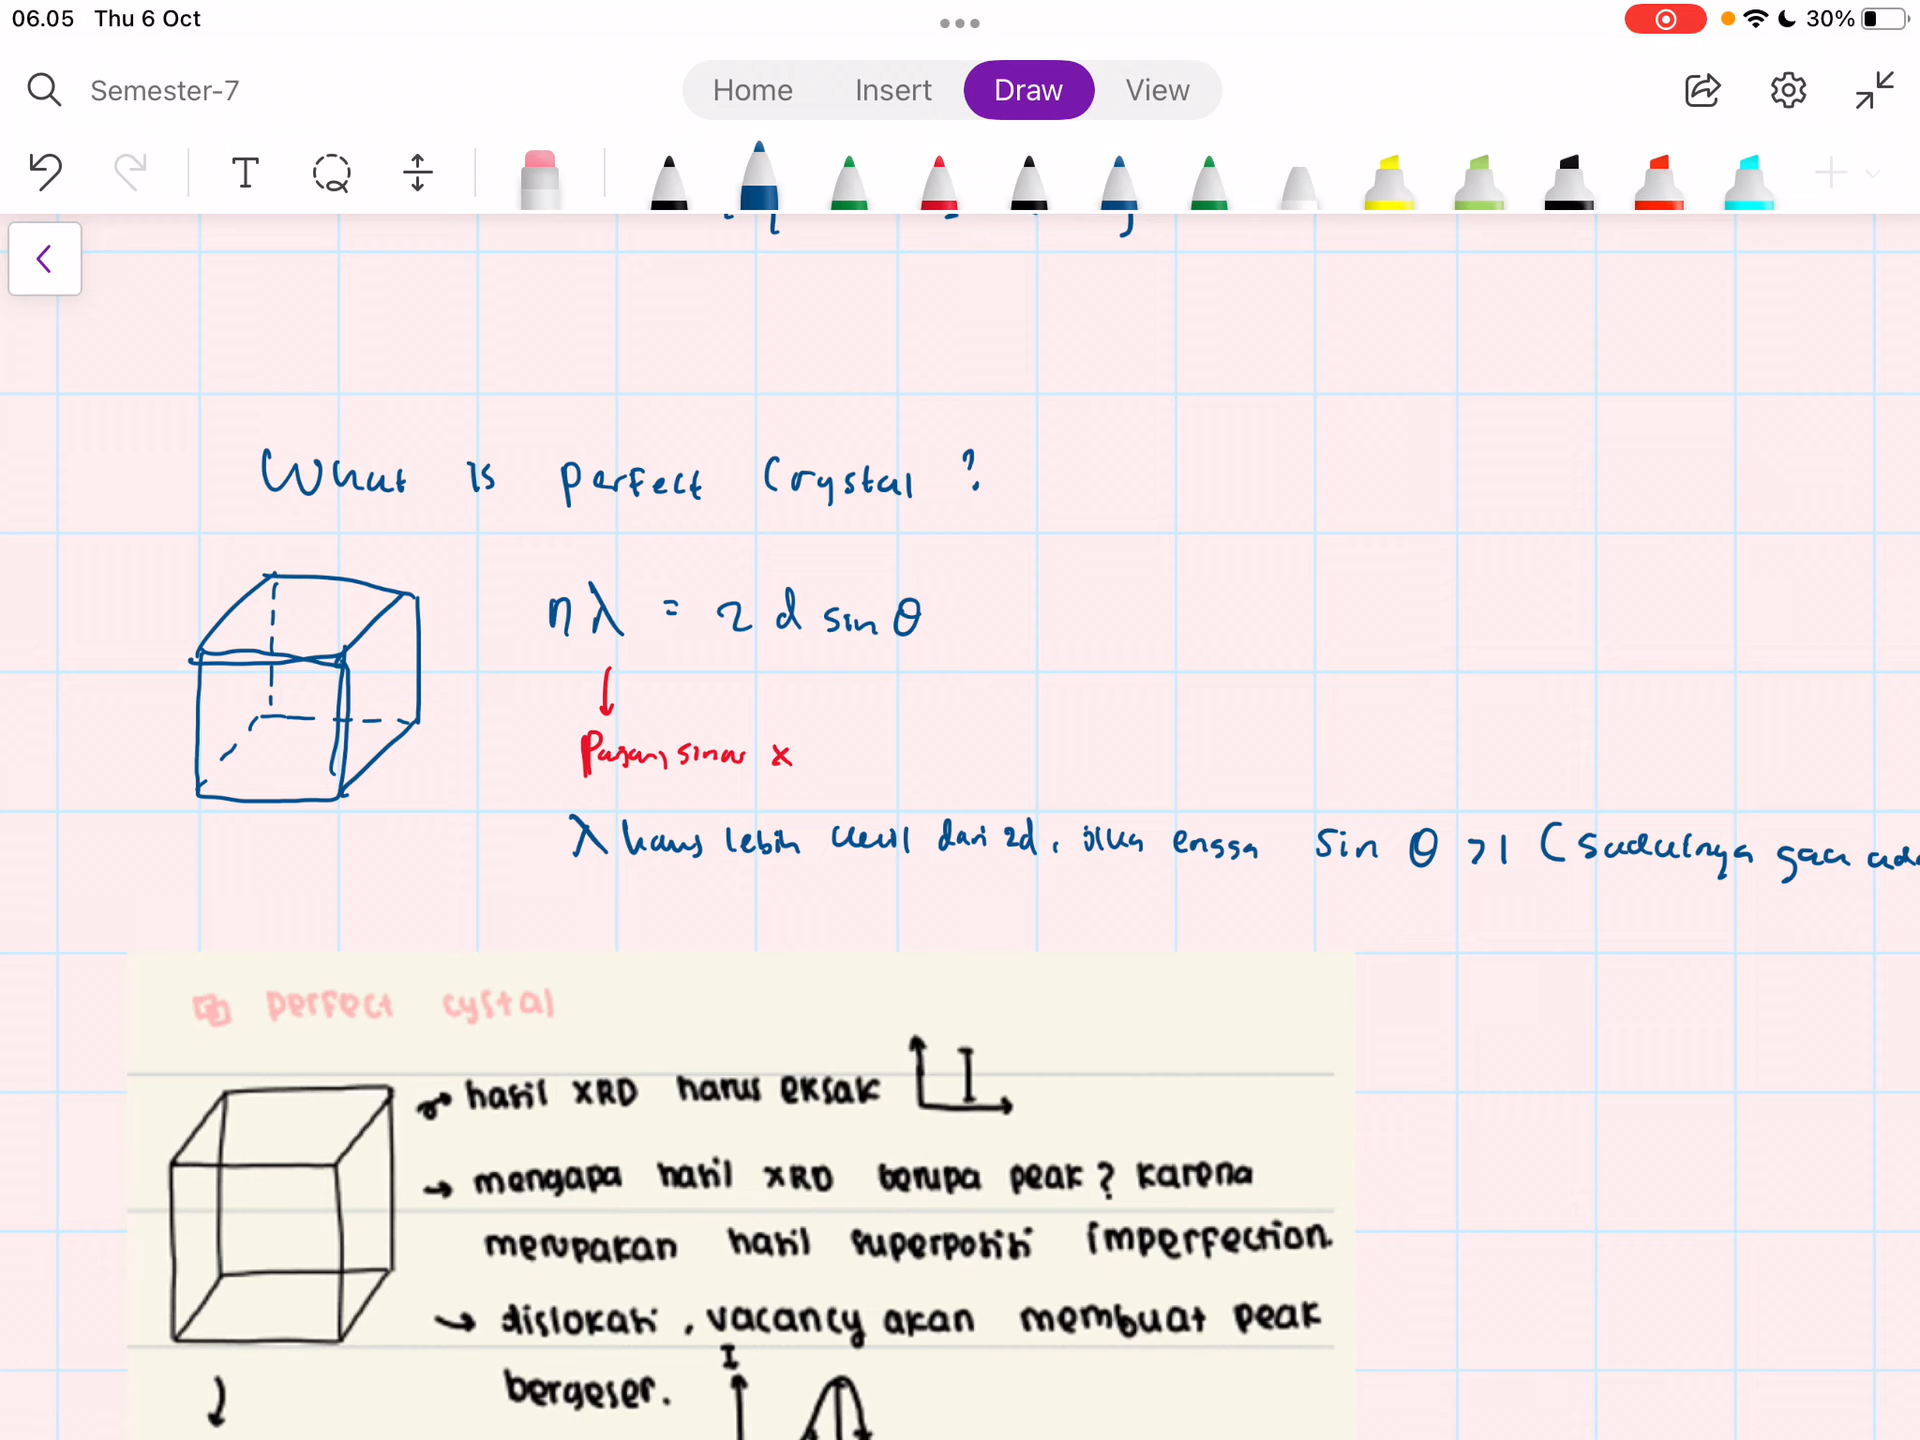 06.05 Thu 6 Oct
30%
Semester-7
Home Insert Draw View
T
What is perfect Crystal ?
nλ = 2 d sin θ
sinar x
λ harus lebih kecil dari 2d, jika engga sin θ >1 (sudutnya gaa ada
perfect cystal
hasil XRD harus eksak
mengapa hasil XRD berupa peak? karena
merupakan hasil superposisi imperfection.
dislokasi, vacancy akan membuat peak
bergeser. I